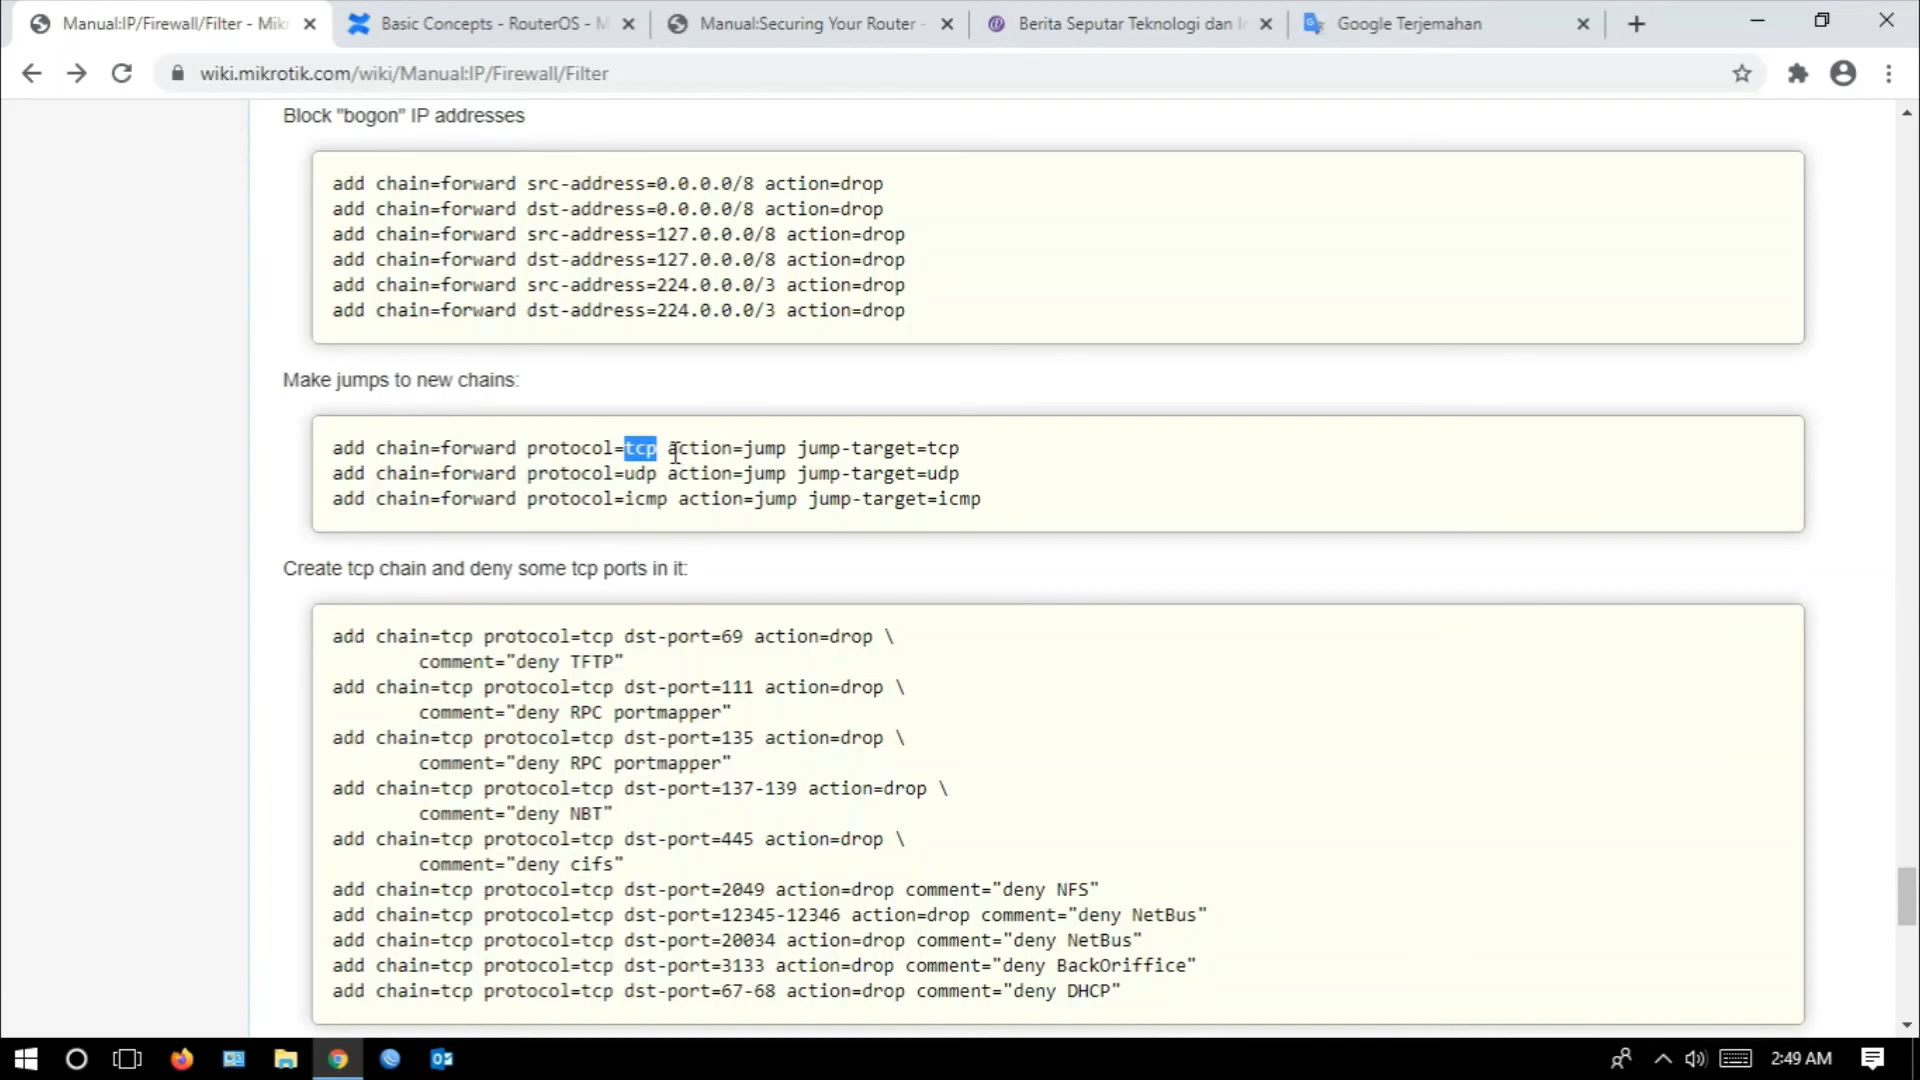 Manual:IP/Firewall/Filter - Mik
Basic Concepts - RouterOS - M
Manual:Securing Your Router -
Berita Seputar Teknologi dan In
Google Terjemahan
wiki.mikrotik.com/wiki/Manual:IP/Firewall/Filter
Block "bogon" IP addresses
add chain=forward src-address=0.0.0.0/8 action=drop
add chain=forward dst-address=0.0.0.0/8 action=drop
add chain=forward src-address=127.0.0.0/8 action=drop
add chain=forward dst-address=127.0.0.0/8 action=drop
add chain=forward src-address=224.0.0.0/3 action=drop
add chain=forward dst-address=224.0.0.0/3 action=drop
Make jumps to new chains:
add chain=forward protocol=tcp action=jump jump-target=tcp
add chain=forward protocol=udp action=jump jump-target=udp
add chain=forward protocol=icmp action=jump jump-target=icmp
Create tcp chain and deny some tcp ports in it:
add chain=tcp protocol=tcp dst-port=69 action=drop \
comment="deny TFTP"
add chain=tcp protocol=tcp dst-port=111 action=drop \
comment="deny RPC portmapper"
add chain=tcp protocol=tcp dst-port=135 action=drop \
comment="deny RPC portmapper"
add chain=tcp protocol=tcp dst-port=137-139 action=drop \
comment="deny NBT"
add chain=tcp protocol=tcp dst-port=445 action=drop \
comment="deny cifs"
add chain=tcp protocol=tcp dst-port=2049 action=drop comment="deny NFS"
add chain=tcp protocol=tcp dst-port=12345-12346 action=drop comment="deny NetBus"
add chain=tcp protocol=tcp dst-port=20034 action=drop comment="deny NetBus"
add chain=tcp protocol=tcp dst-port=3133 action=drop comment="deny BackOriffice"
add chain=tcp protocol=tcp dst-port=67-68 action=drop comment="deny DHCP"
2:49 AM